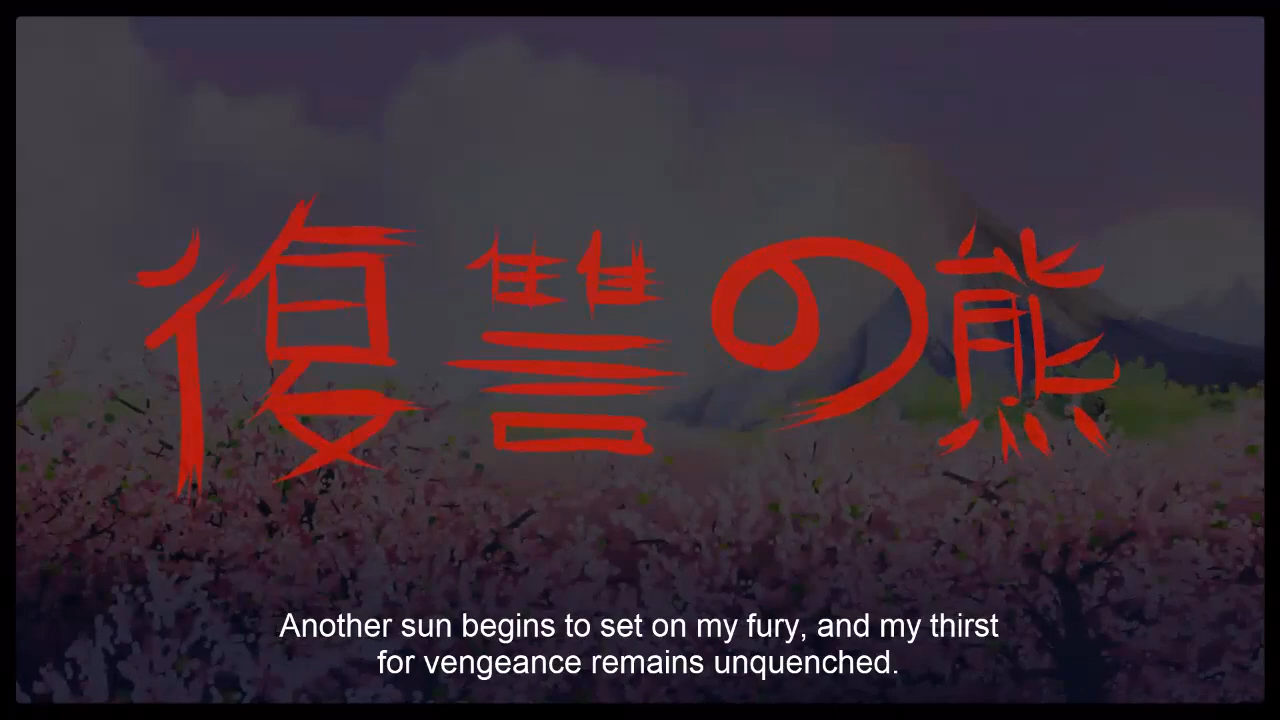 復讐の熊
Another sun begins to set on my fury, and my thirst
for vengeance remains unquenched.